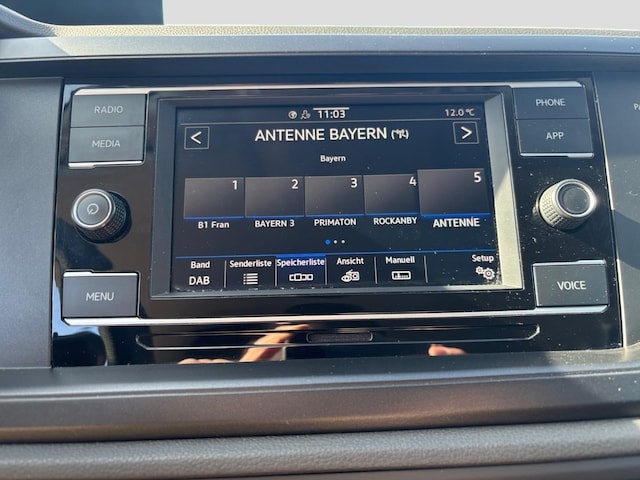 RADIO
MEDIA
MENU
PHONE
APP
VOICE
11:03 12.0°C
< ANTENNE BAYERN >
Bayern
1 2 3 4 5
B1 Fran BAYERN 3 PRIMATON ROCKANBY ANTENNE
Band Senderliste Speicherliste Ansicht Manuell Setup
DAB